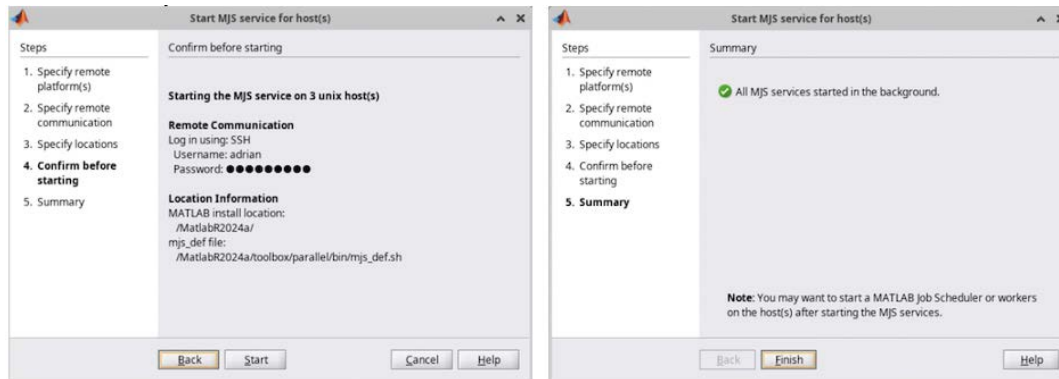 Start MJS service for host(s)
Steps
1. Specify remote
platform(s)
2. Specify remote
communication
3. Specify locations
4. Confirm before
starting
5. Summary
Confirm before starting
Starting the MJS service on 3 unix host(s)
Remote Communication
Log in using: SSH
Username: adrian
Password: ●●●●●●●●●
Location Information
MATLAB install location:
/MatlabR2024a/
mjs_def file:
/MatlabR2024a/toolbox/parallel/bin/mjs_def.sh
Back Start Cancel Help
Start MJS service for host(s)
Steps
1. Specify remote
platform(s)
2. Specify remote
communication
3. Specify locations
4. Confirm before
starting
5. Summary
Summary
All MJS services started in the background.
Note: You may want to start a MATLAB Job Scheduler or workers
on the host(s) after starting the MJS services.
Back Finish Help